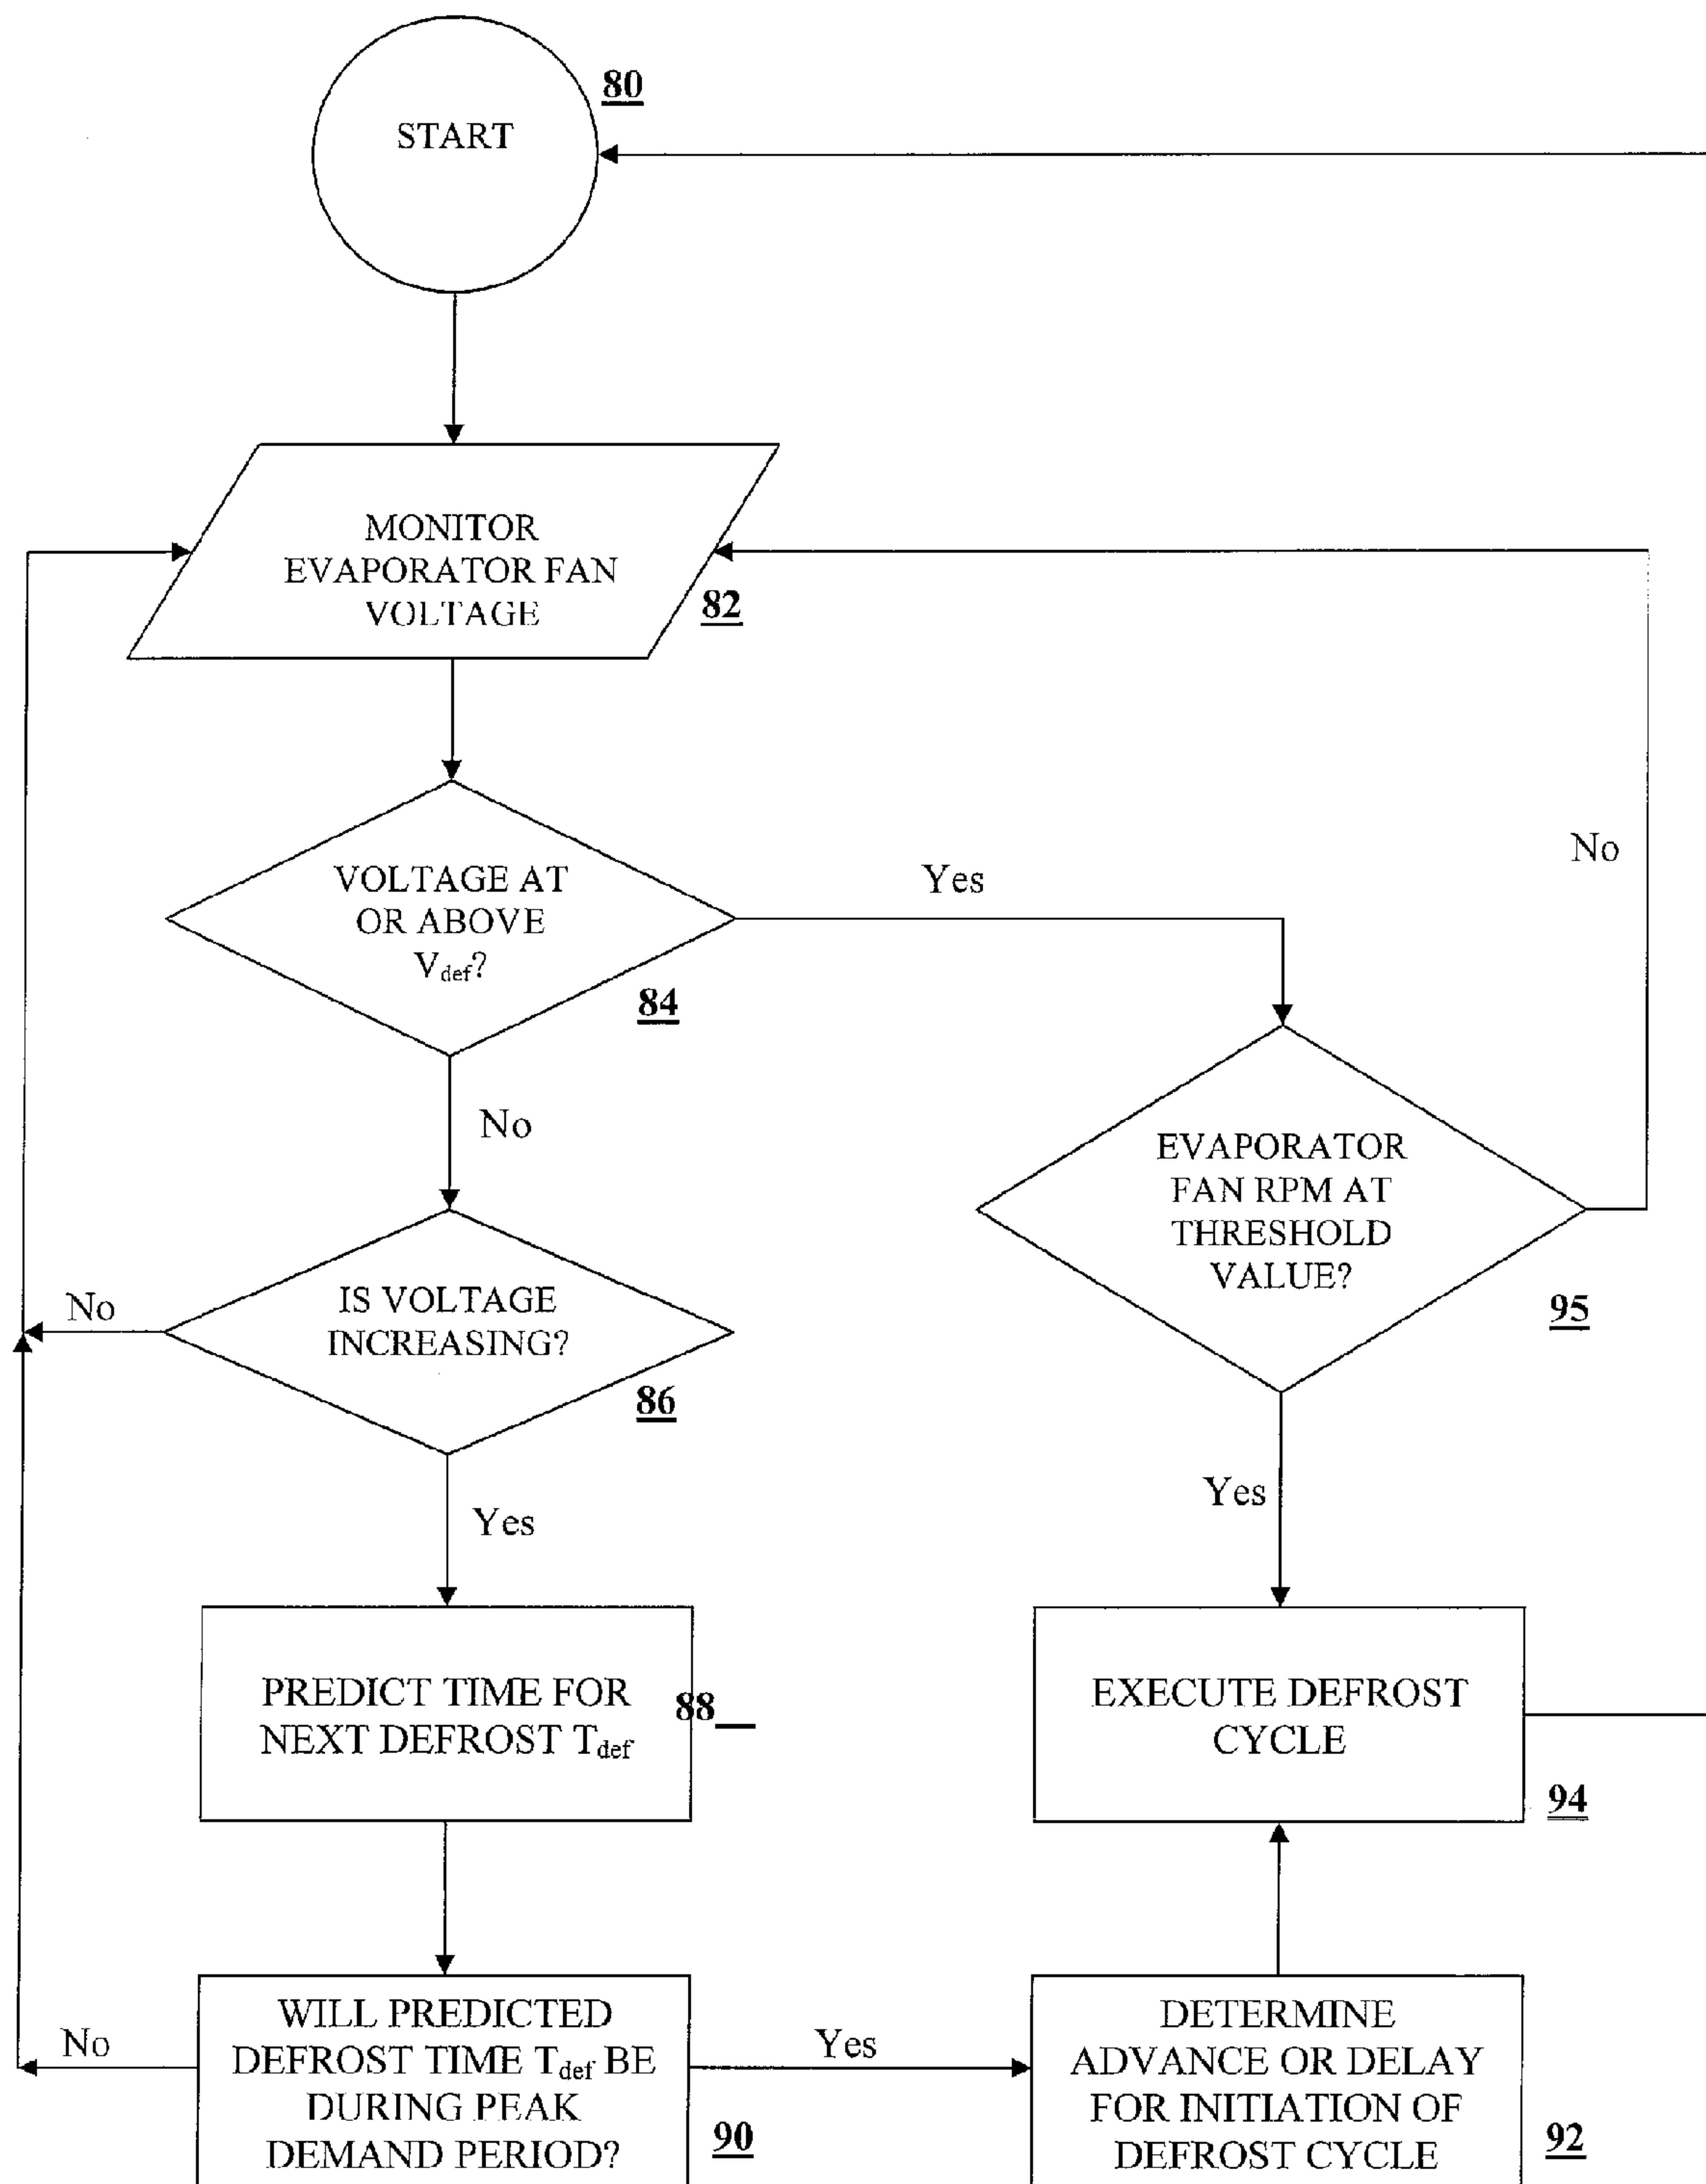 START
80
MONITOR
EVAPORATOR FAN
VOLTAGE
82
VOLTAGE AT
OR ABOVE
Vdef?
84
Yes
No
No
EVAPORATOR
FAN RPM AT
THRESHOLD
VALUE?
95
IS VOLTAGE
INCREASING?
86
No
Yes
Yes
PREDICT TIME FOR
NEXT DEFROST Tdef
88
EXECUTE DEFROST
CYCLE
94
WILL PREDICTED
DEFROST TIME Tdef BE
DURING PEAK
DEMAND PERIOD?
90
No
Yes
DETERMINE
ADVANCE OR DELAY
FOR INITIATION OF
DEFROST CYCLE
92